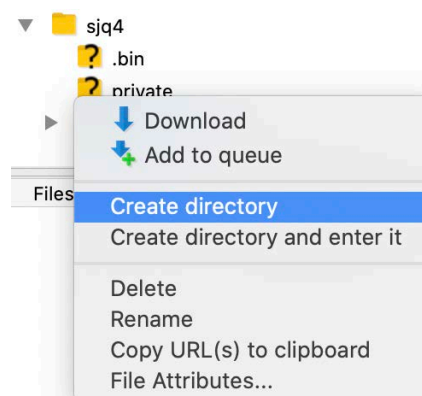 sjq4
.bin
private
Download
Add to queue
Files
Create directory
Create directory and enter it
Delete
Rename
Copy URL(s) to clipboard
File Attributes...